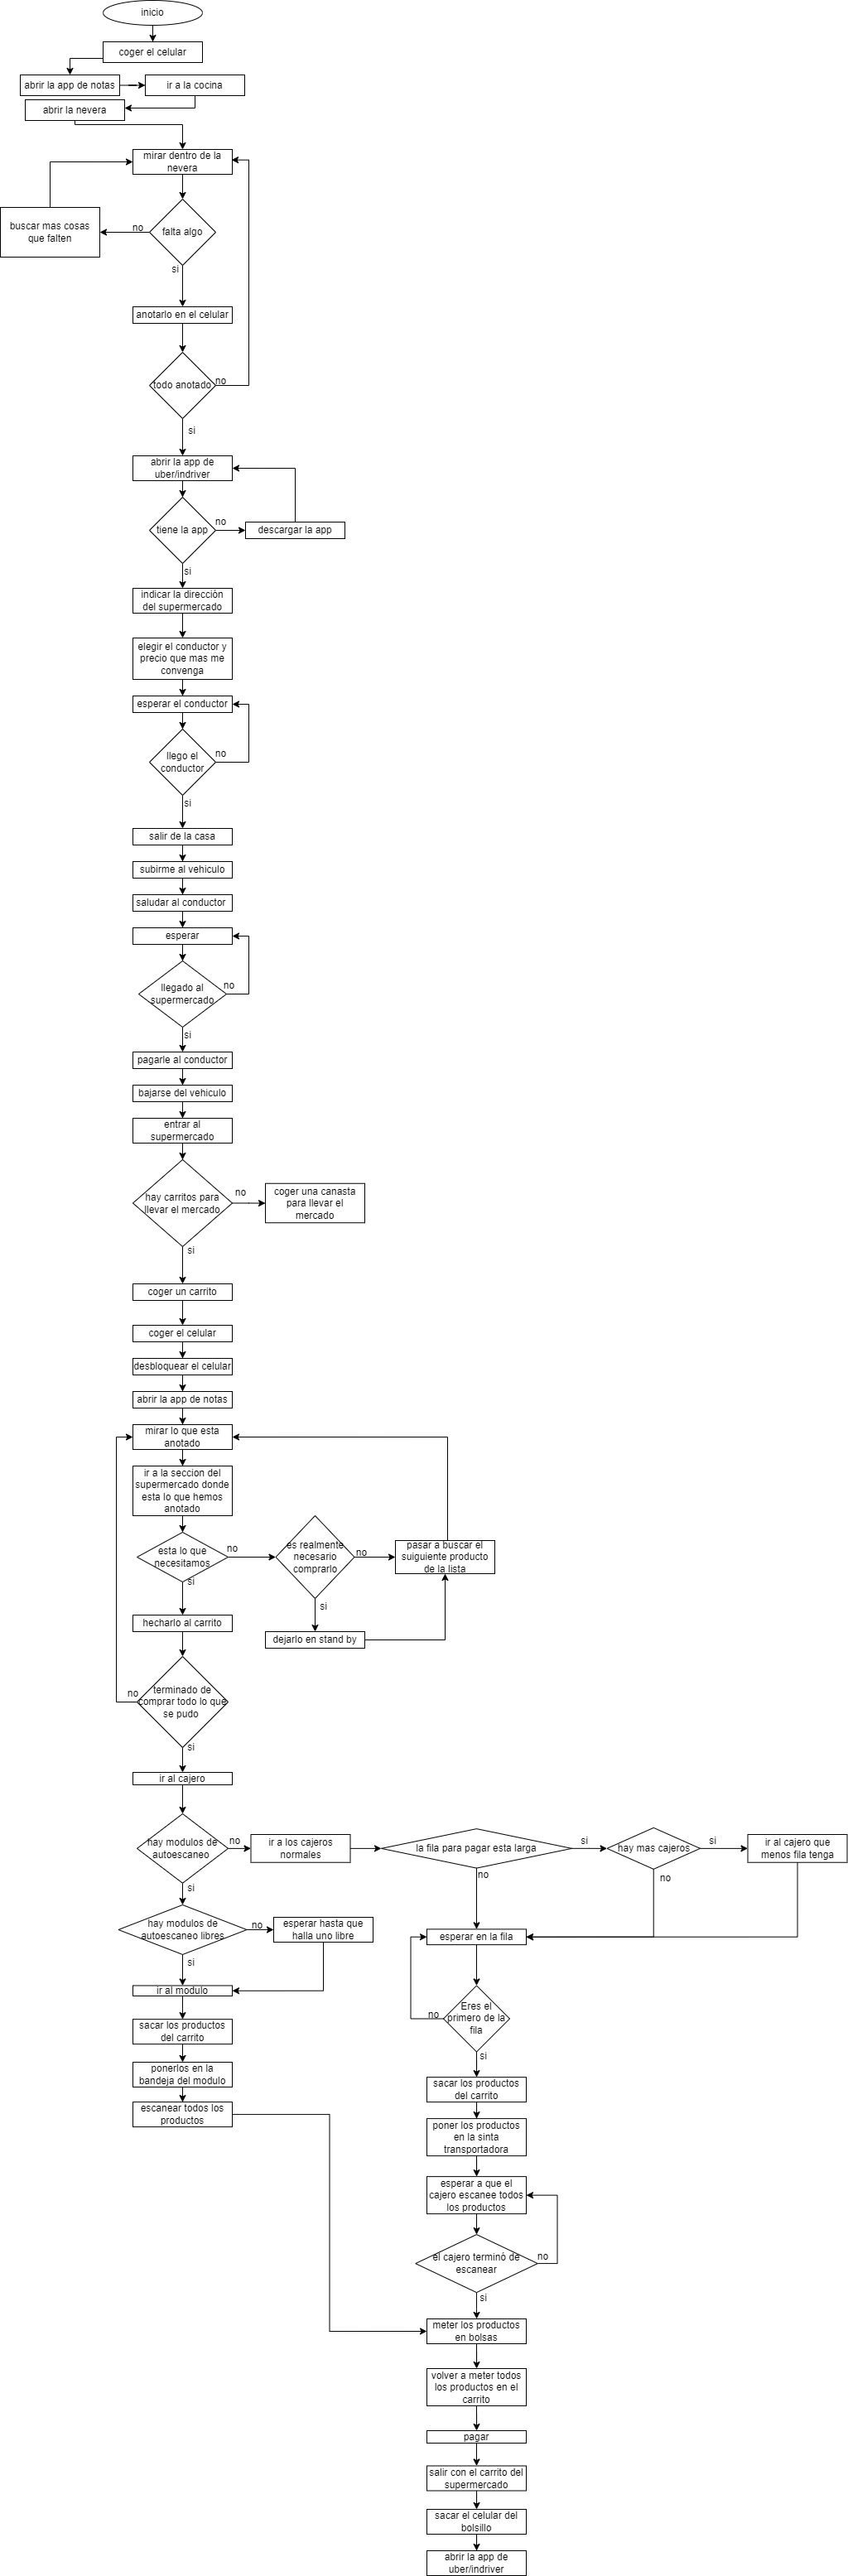 inicio
coger el celular
abrir la app de notas
ir a la cocina
abrir la nevera
mirar dentro de la
nevera
buscar mas cosas
que falten
no
falta algo
si
anotarlo en el celular
todo anotado
no
si
abrir la app de
uber/indriver
tiene la app
no
descargar la app
si
indicar la dirección
del supermercado
elegir el conductor y
precio que mas me
convenga
esperar el conductor
llego el
conductor
no
si
salir de la casa
subirme al vehiculo
saludar al conductor
esperar
llegado al
supermercado
no
si
pagarle al conductor
bajarse del vehiculo
entrar al
supermercado
hay carritos para
llevar el mercado
no
coger una canasta
para llevar el
mercado
si
coger un carrito
coger el celular
desbloquear el celular
abrir la app de notas
mirar lo que esta
anotado
ir a la seccion del
supermercado donde
esta lo que hemos
anotado
esta lo que
necesitamos
no
es realmente
necesario
comprarlo
no
pasar a buscar el
suiguiente producto
de la lista
si
si
hecharlo al carrito
dejarlo en stand by
terminado de
comprar todo lo que
se pudo
no
si
ir al cajero
hay modulos de
autoescaneo
no
ir a los cajeros
normales
la fila para pagar esta larga
si
hay mas cajeros
si
ir al cajero que
menos fila tenga
si
no
no
hay modulos de
autoescaneo libres
no
esperar hasta que
halla uno libre
esperar en la fila
si
ir al modulo
Eres el
primero de la
fila
no
si
sacar los productos
del carrito
ponerlos en la
bandeja del modulo
escanear todos los
productos
sacar los productos
del carrito
poner los productos
en la sinta
transportadora
esperar a que el
cajero escanee todos
los productos
el cajero terminó de
escanear
no
si
meter los productos
en bolsas
volver a meter todos
los productos en el
carrito
pagar
salir con el carrito del
supermercado
sacar el celular del
bolsillo
abrir la app de
uber/indriver